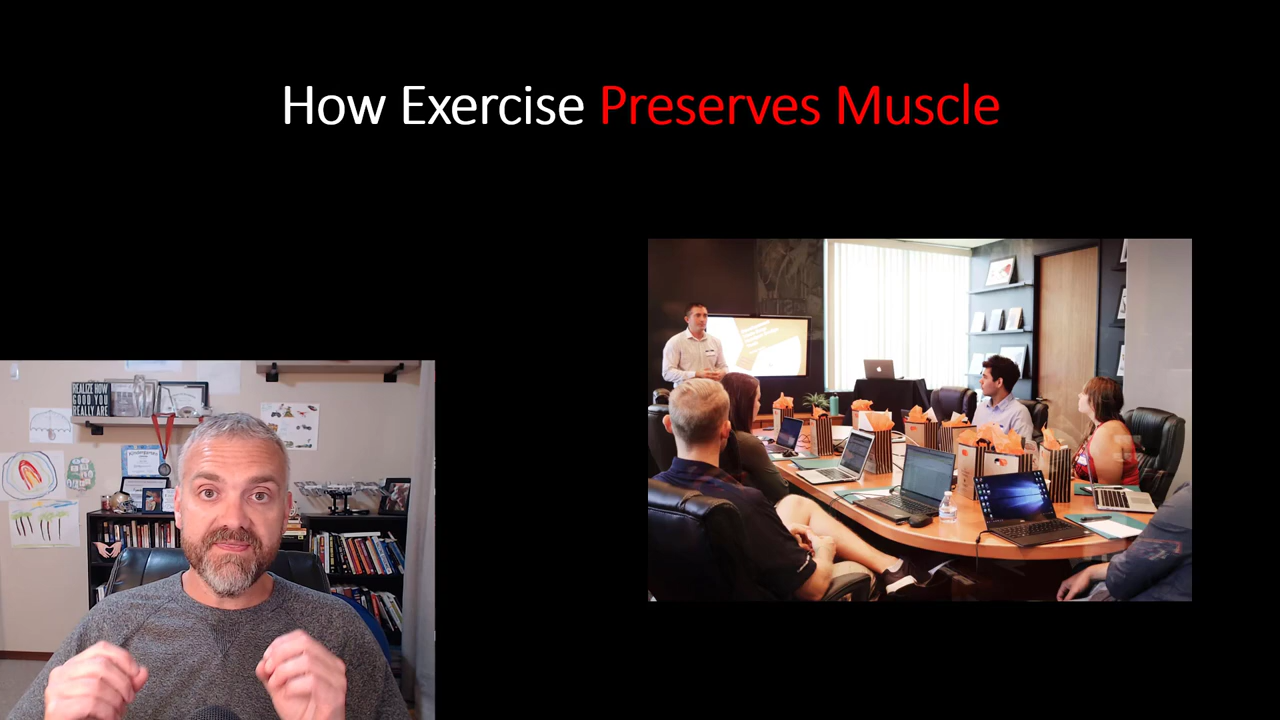 How Exercise Preserves Muscle
REALIZE HOW
GOOD YOU
REALLY ARE